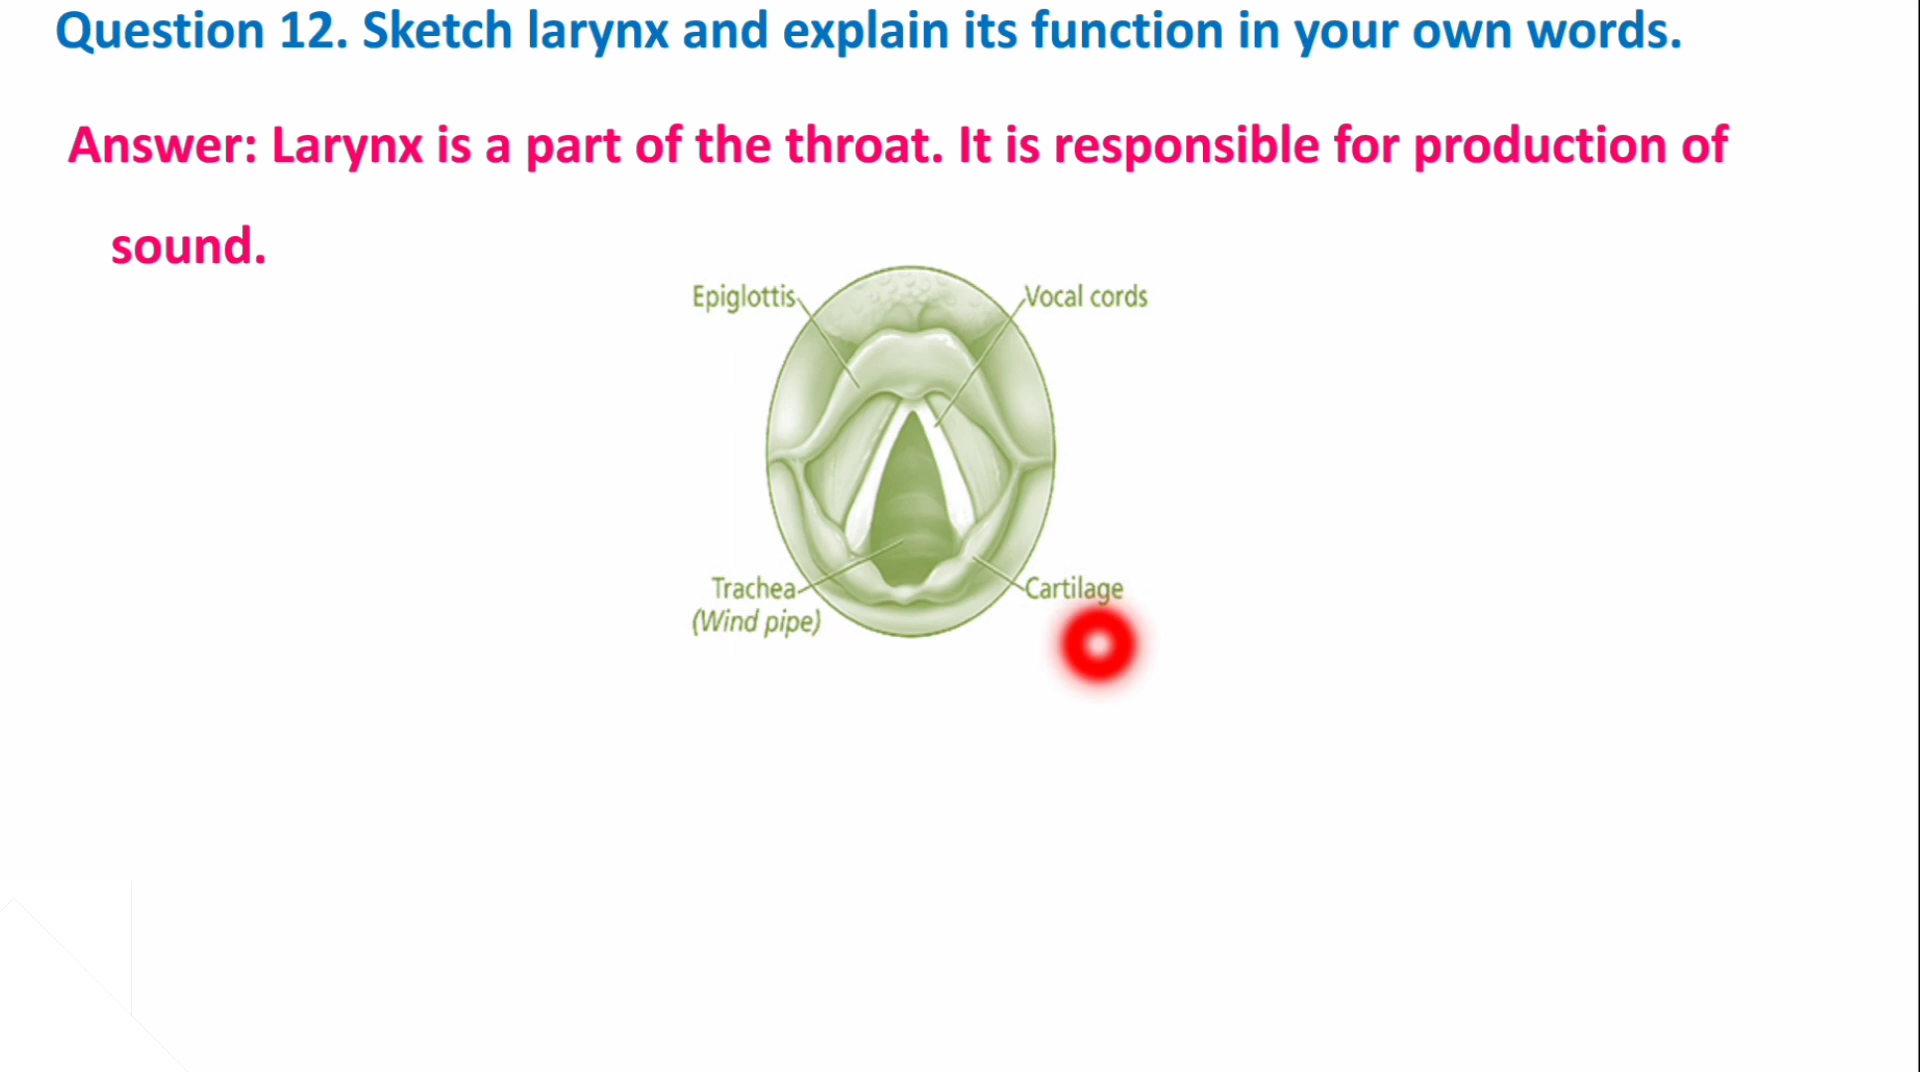 Question 12. Sketch larynx and explain its function in your own words.
Answer: Larynx is a part of the throat. It is responsible for production of
sound.
Epiglottis
Vocal cords
Trachea
(Wind pipe)
Cartilage